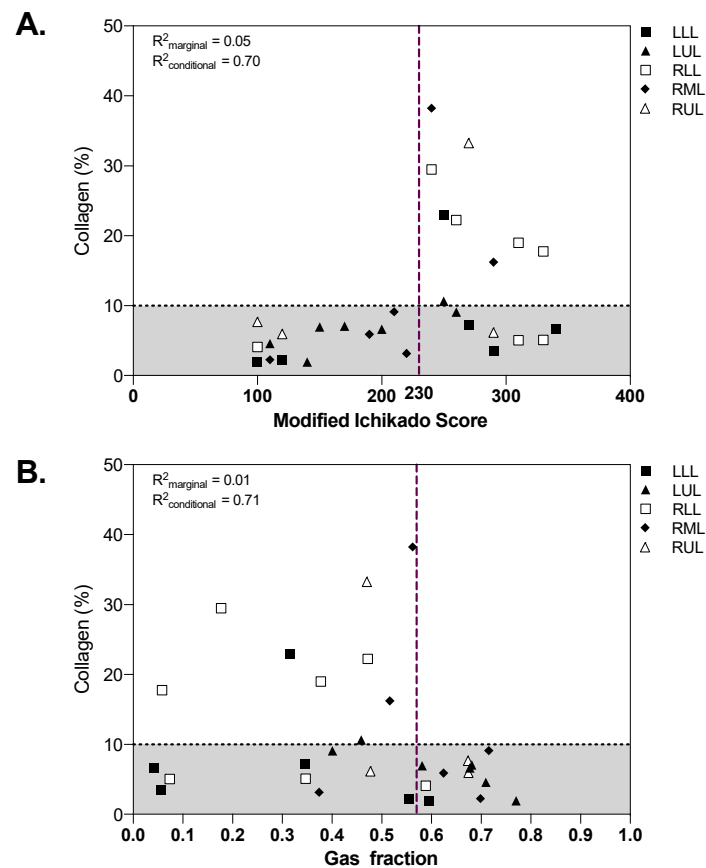 A.
R²marginal = 0.05
R²conditional = 0.70
50
40
30
20
10
0
Collagen (%)
0 100 200 230 300 400
Modified Ichikado Score
LLL
LUL
RLL
RML
RUL
B.
R²marginal = 0.01
R²conditional = 0.71
50
40
30
20
10
0
Collagen (%)
0.0 0.1 0.2 0.3 0.4 0.5 0.6 0.7 0.8 0.9 1.0
Gas fraction
LLL
LUL
RLL
RML
RUL